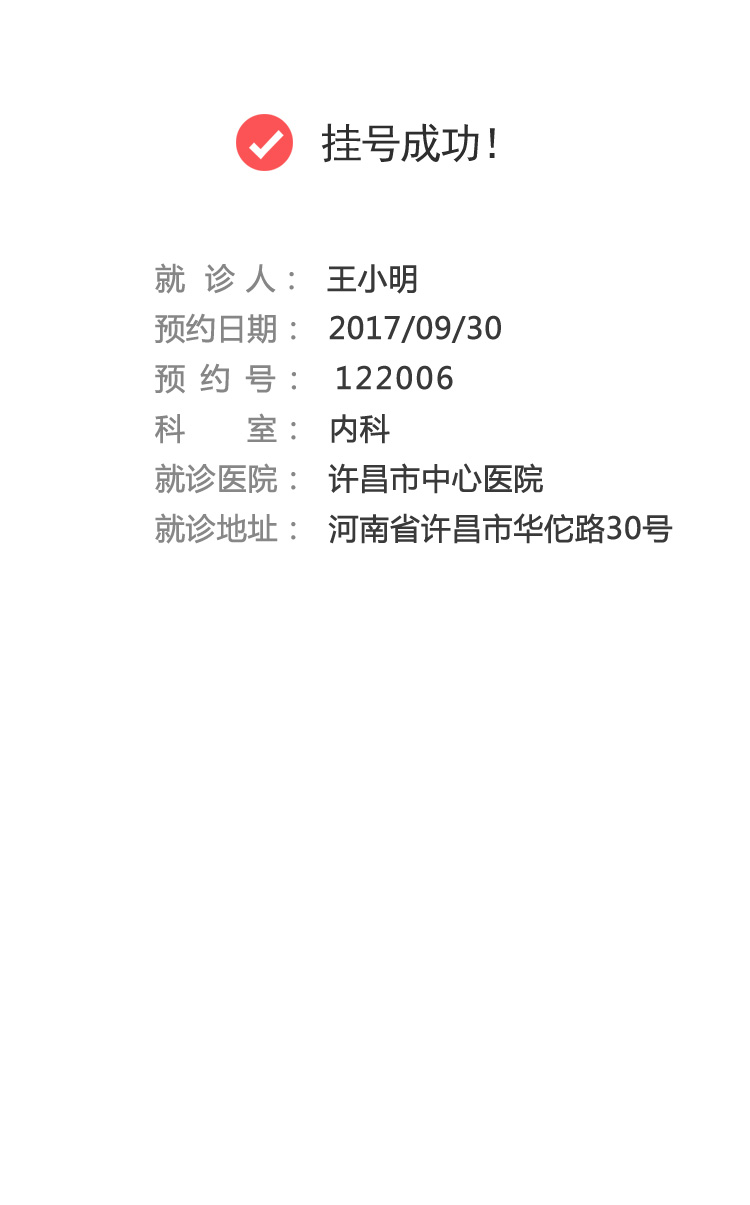 挂号成功！
就诊人： 王小明
预约日期： 2017/09/30
预约号： 122006
科室： 内科
就诊医院： 许昌市中心医院
就诊地址： 河南省许昌市华佗路30号